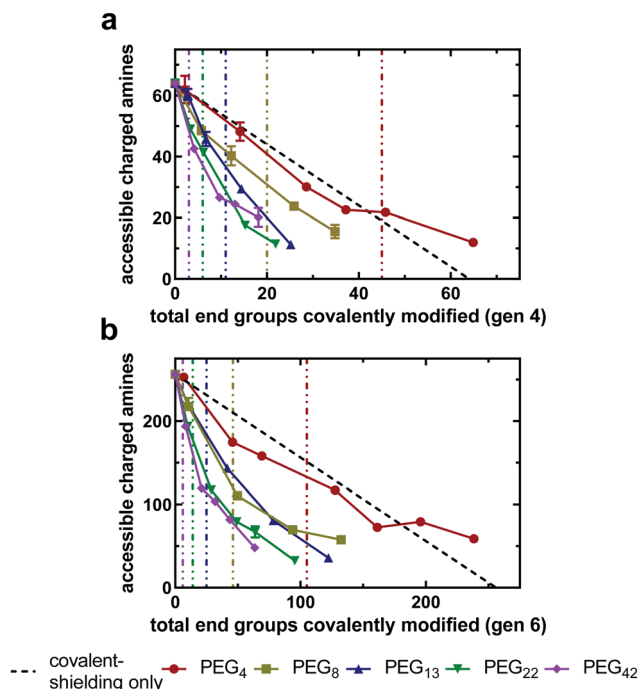 a
accessible charged amines
60
40
20
0
0 20 40 60
total end groups covalently modified (gen 4)
b
accessible charged amines
200
100
0
0 100 200
total end groups covalently modified (gen 6)
covalent-
shielding only
PEG₄ PEG₈ PEG₁₃ PEG₂₂ PEG₄₂